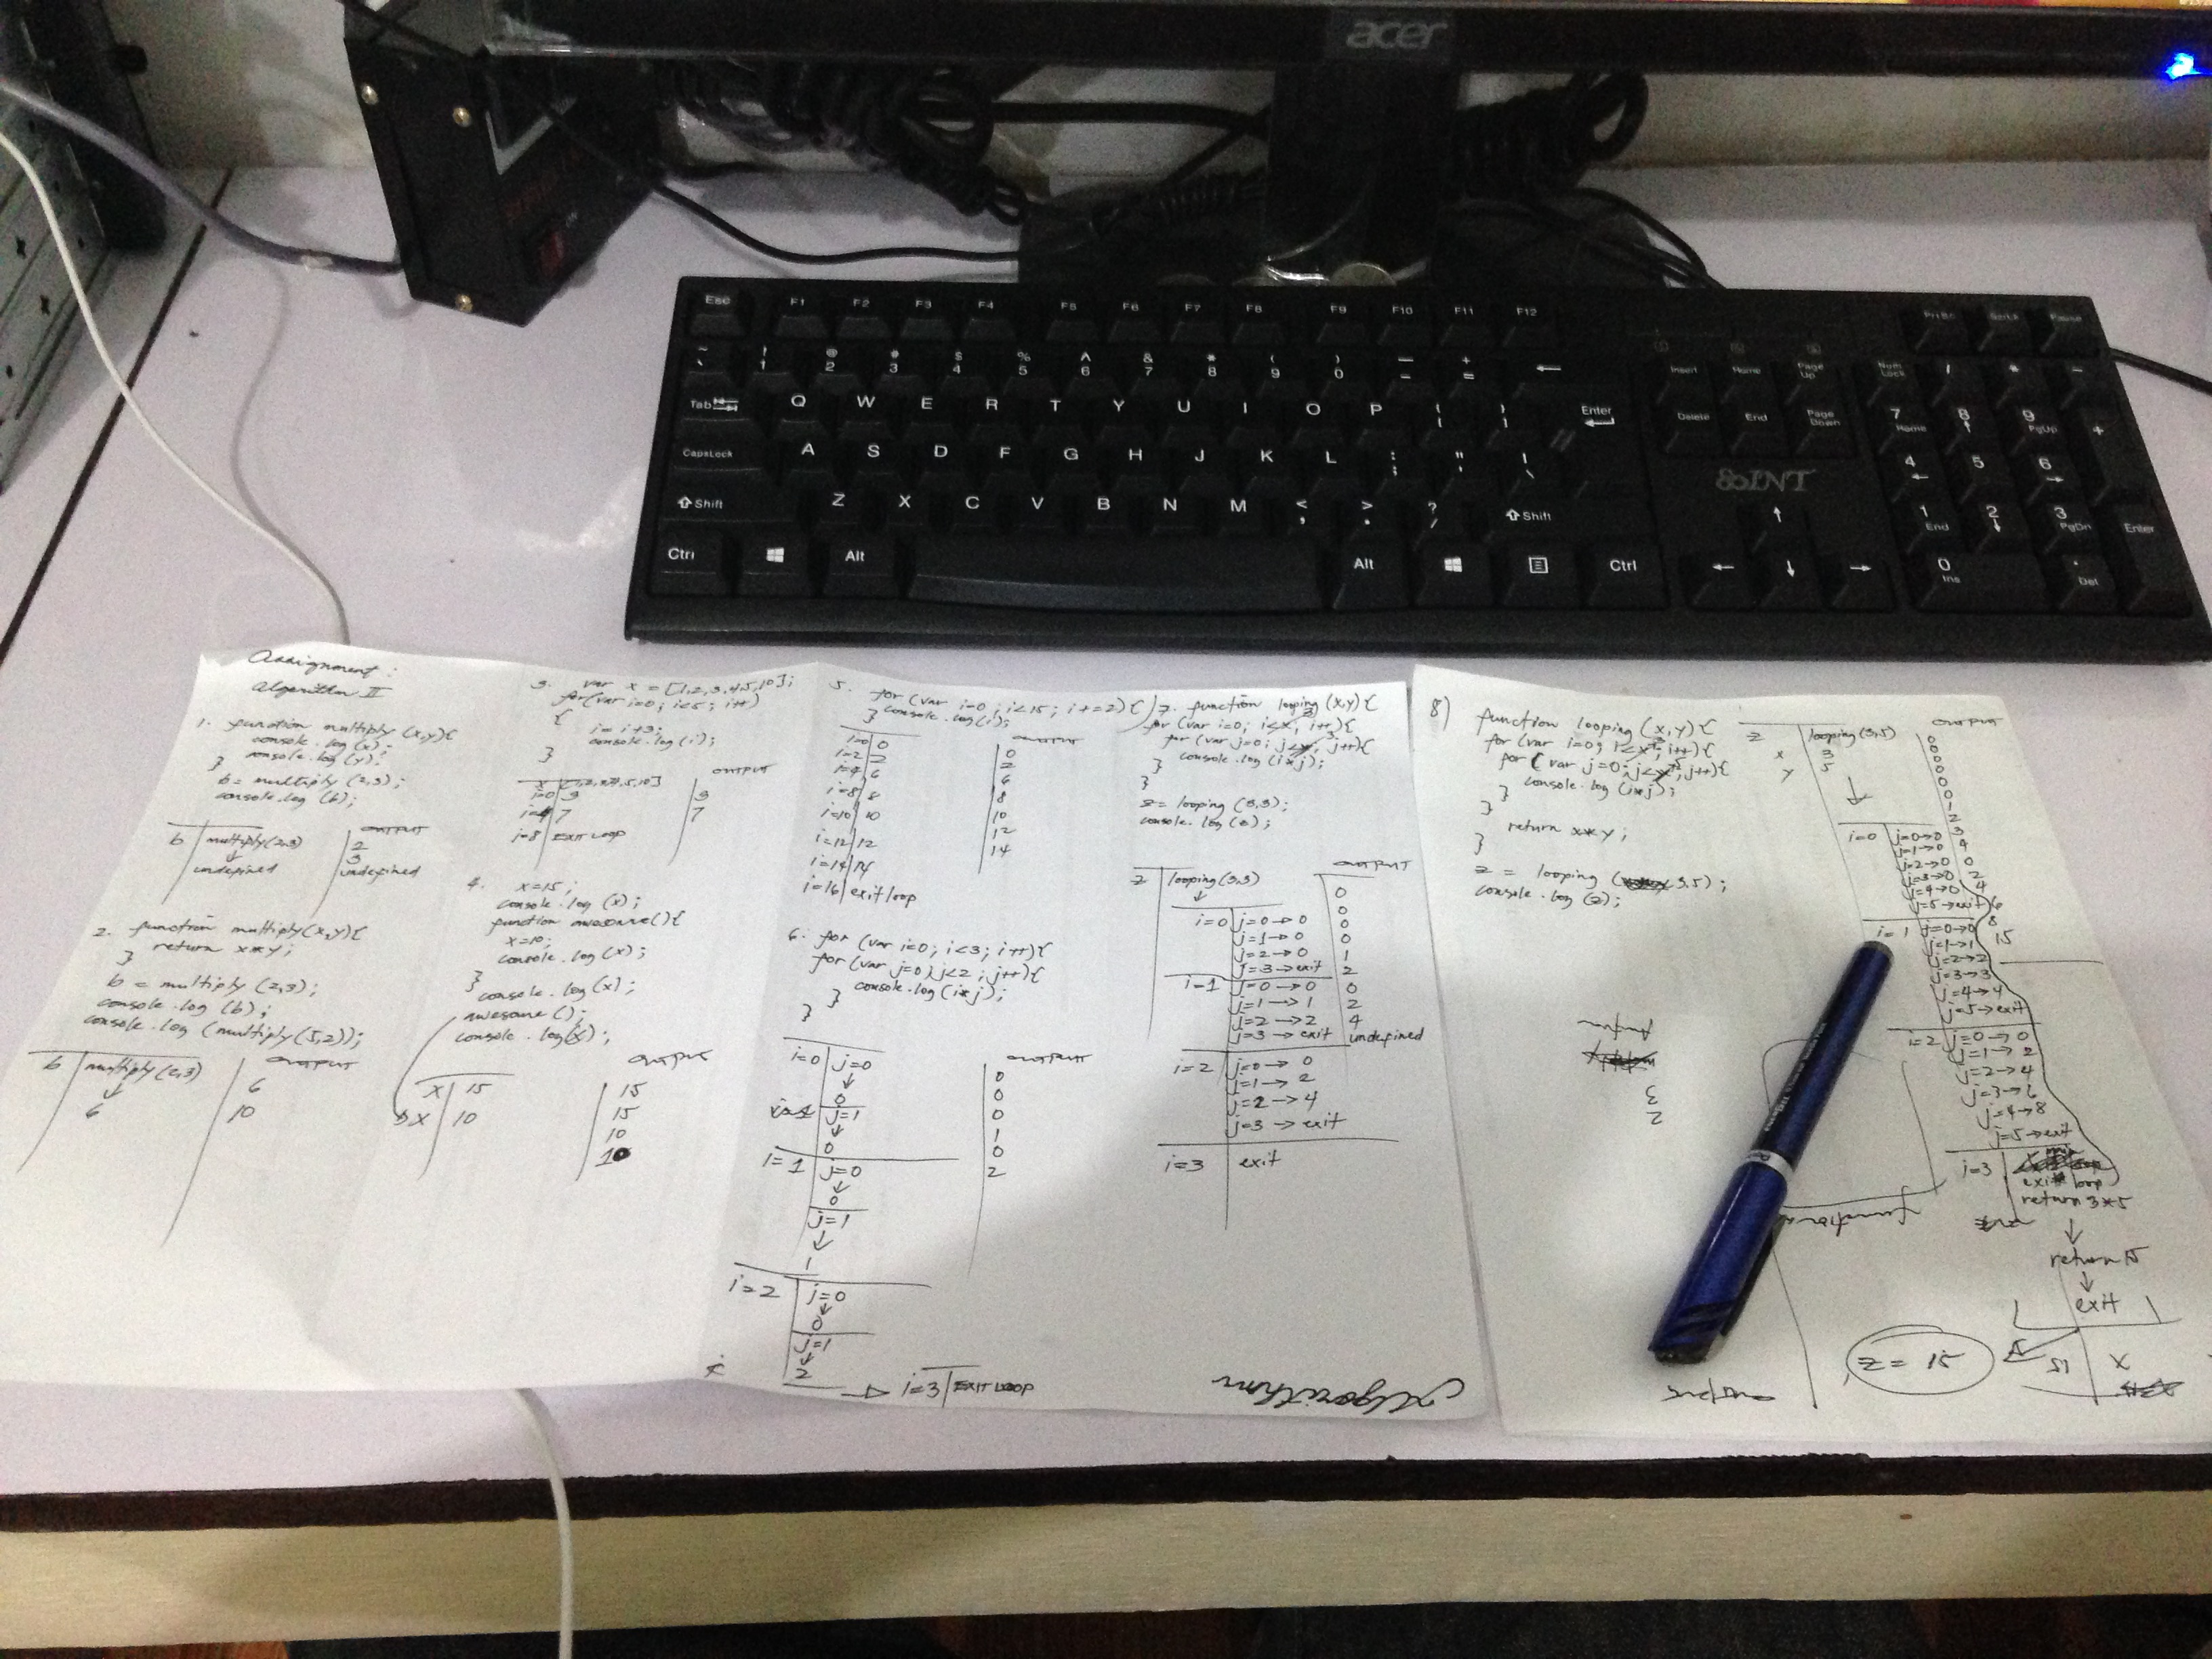 acer
Esc F1 F2 F3 F4 F5 F6 F7 F8 F9 F10 F11 F12 PrtSc ScrLk Pause
~ ` ! 1 @ 2 # 3 $ 4 % 5 ^ 6 & 7 * 8 ( 9 ) 0 — – + = ← Insert Home Page Up Num Lock / * –
Tab Q W E R T Y U I O P { [ } ] Enter Delete End Page Down 7 Home 8 ↑ 9 PgUp +
CapsLock A S D F G H J K L : ; " ' | \ 4 ← 5 6 →
Shift Z X C V B N M < , > . ? / Shift ↑ 1 End 2 ↓ 3 PgDn Enter
Ctrl Alt Alt Ctrl ← ↓ → 0 Ins . Del
Assignment:
Algorithm II
1. function multiply (x,y){
console.log(x);
console.log(y);
}
b = multiply (2,3);
console.log (b);
b multiply(2,3) OUTPUT
↓ 2
undefined 3
undefined
2. function multiply(x,y){
return x*y;
}
b = multiply (2,3);
console.log (b);
console.log (multiply(5,2));
b multiply(2,3) OUTPUT
↓ 6
6 10
3. var x = [1,2,3,4,5,10];
for(var i=0; i<5; i++)
{
i = i+3;
console.log(i);
}
OUTPUT
i=0 3 3
i=4 7 7
i=8 EXIT LOOP
4. x=15;
console.log (x);
function awesome(){
x=10;
console.log(x);
}
console.log(x);
awesome();
console.log(x);
OUTPUT
x 15 15
x 10 15
10
10
5. for (var i=0; i<15; i+=2){
console.log(i);
}
OUTPUT
i=0 0 0
i=2 2 2
i=4 6 6
i=8 8 8
i=10 10 10
i=12 12 12
i=14 14 14
i=16 exit loop
6. for (var i=0; i<3; i++){
for (var j=0; j<2; j++){
console.log(i*j);
}
}
OUTPUT
i=0 j=0 0
↓ 0
0 0
j=1 1
↓ 0
0 2
i=1 j=0
↓
0
j=1
↓
1
i=2 j=0
↓
0
j=1
↓
2
→ i=3 EXIT LOOP
7. function looping (x,y){
for (var i=0; i<3; i++){
for (var j=0; j<3; j++){
console.log (i*j);
}
}
z = looping (3,3);
console.log (z);
OUTPUT
z looping(3,3) 0
↓ 0
i=0 j=0→0 0
j=1→0 0
j=2→0 1
j=3→exit 2
i=1 j=0→0 0
j=1→1 2
j=2→2 4
j=3→exit undefined
i=2 j=0→0
j=1→2
j=2→4
j=3→exit
i=3 exit
Algorithm
8) function looping (x,y){
for (var i=0; i<x3; i++){
for (var j=0; j<y5; j++){
console.log (i*j);
}
}
return x*y;
}
z = looping (3,5);
console.log (z);
z looping (3,5) OUTPUT
x 3 0
y 5 0
↓ 0
0
0
0
1
2
3
4
0
2
4
6
8
15
i=0 j=0→0
j=1→0
j=2→0
j=3→0
j=4→0
j=5→exit
i=1 j=0→0
j=1→1
j=2→2
j=3→3
j=4→4
j=5→exit
i=2 j=0→0
j=1→2
j=2→4
j=3→6
j=4→8
j=5→exit
i=3
exit loop
return 3*5
↓
return 15
↓
exit
z = 15
15 x
function
output
3
2